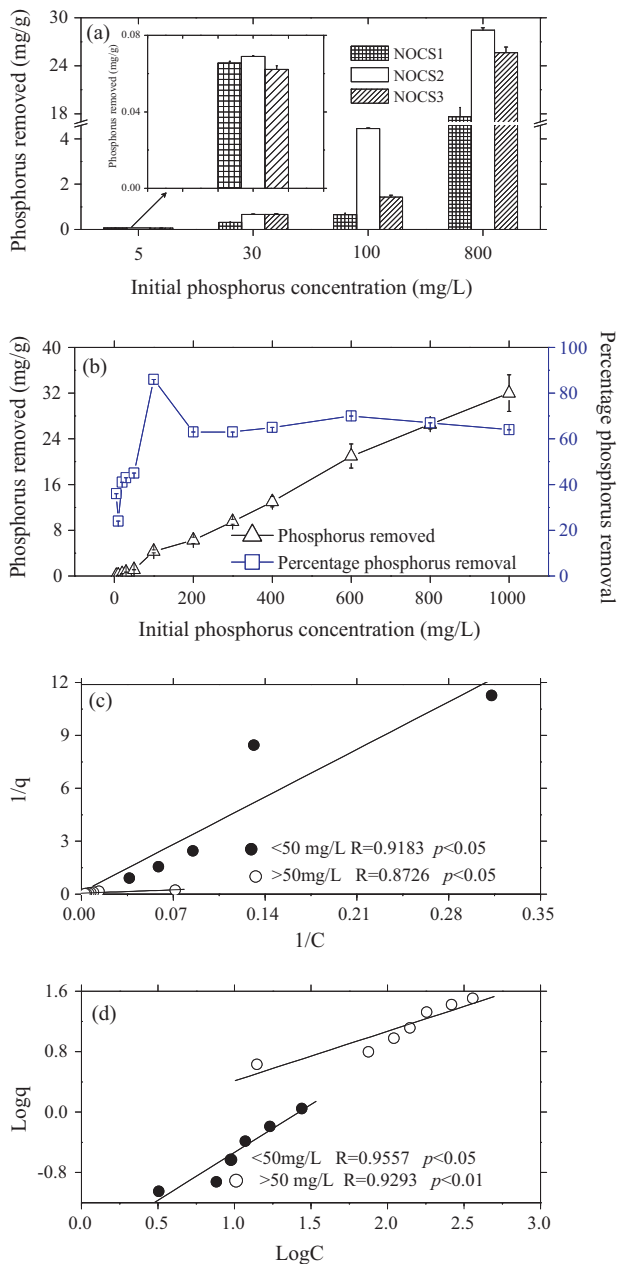 (a)
Phosphorus removed (mg/g)
30
24
18
4
2
0
Phosphorus removed (mg/g)
0.08
0.04
0.00
NOCS1
NOCS2
NOCS3
5 30 100 800
Initial phosphorus concentration (mg/L)
(b)
Phosphorus removed (mg/g)
40
32
24
16
8
0
100
80
60
40
20
0
Percentage phosphorus removal
Phosphorus removed
Percentage phosphorus removal
0 200 400 600 800 1000
Initial phosphorus concentration (mg/L)
(c)
1/q
12
9
6
3
0
<50 mg/L R=0.9183 p<0.05
>50mg/L R=0.8726 p<0.05
0.00 0.07 0.14 0.21 0.28 0.35
1/C
(d)
Logq
1.6
0.8
0.0
-0.8
<50mg/L R=0.9557 p<0.05
>50 mg/L R=0.9293 p<0.01
0.0 0.5 1.0 1.5 2.0 2.5 3.0
LogC